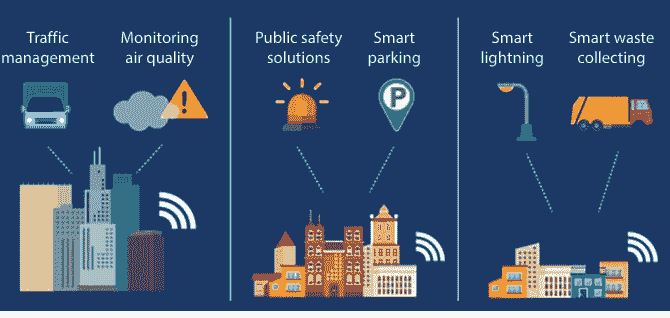 Traffic
management
Monitoring
air quality
Public safety
solutions
Smart
parking
P
Smart
lightning
Smart waste
collecting